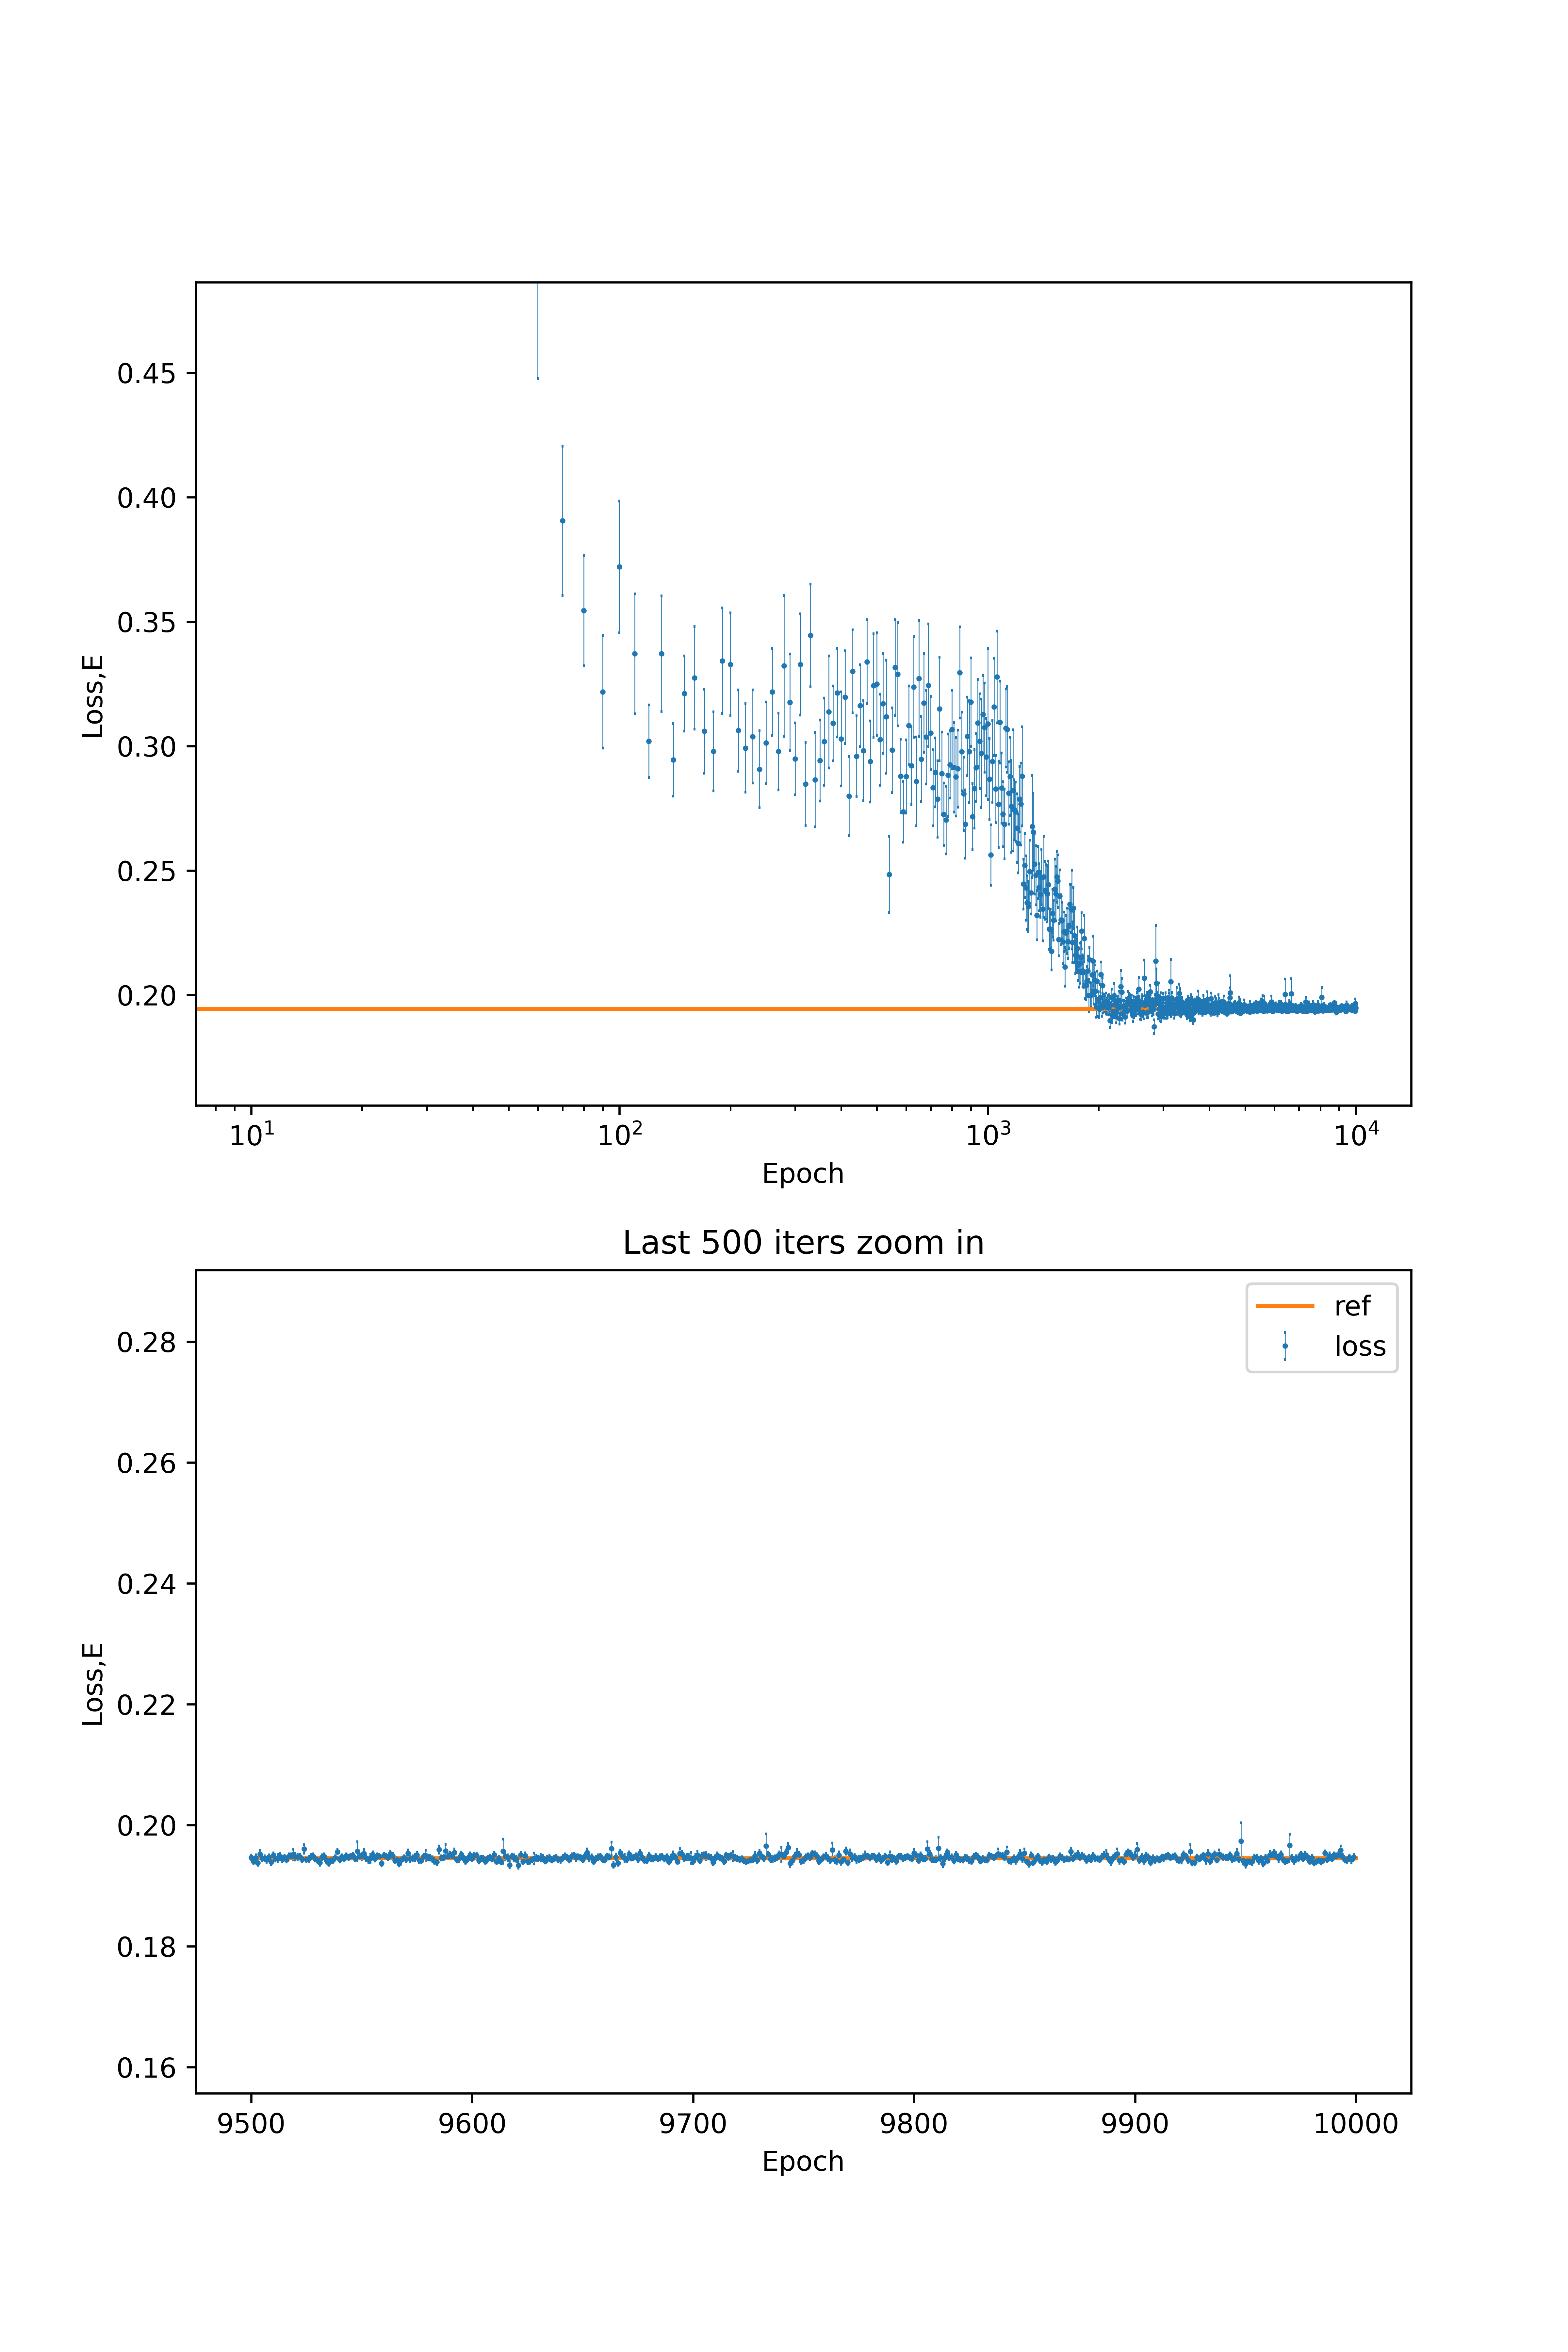 0.45
0.40
0.35
0.30
0.25
0.20
Loss,E
10¹ 10² 10³ 10⁴
Epoch
Last 500 iters zoom in
ref
loss
0.28
0.26
0.24
0.22
0.20
0.18
0.16
Loss,E
9500 9600 9700 9800 9900 10000
Epoch